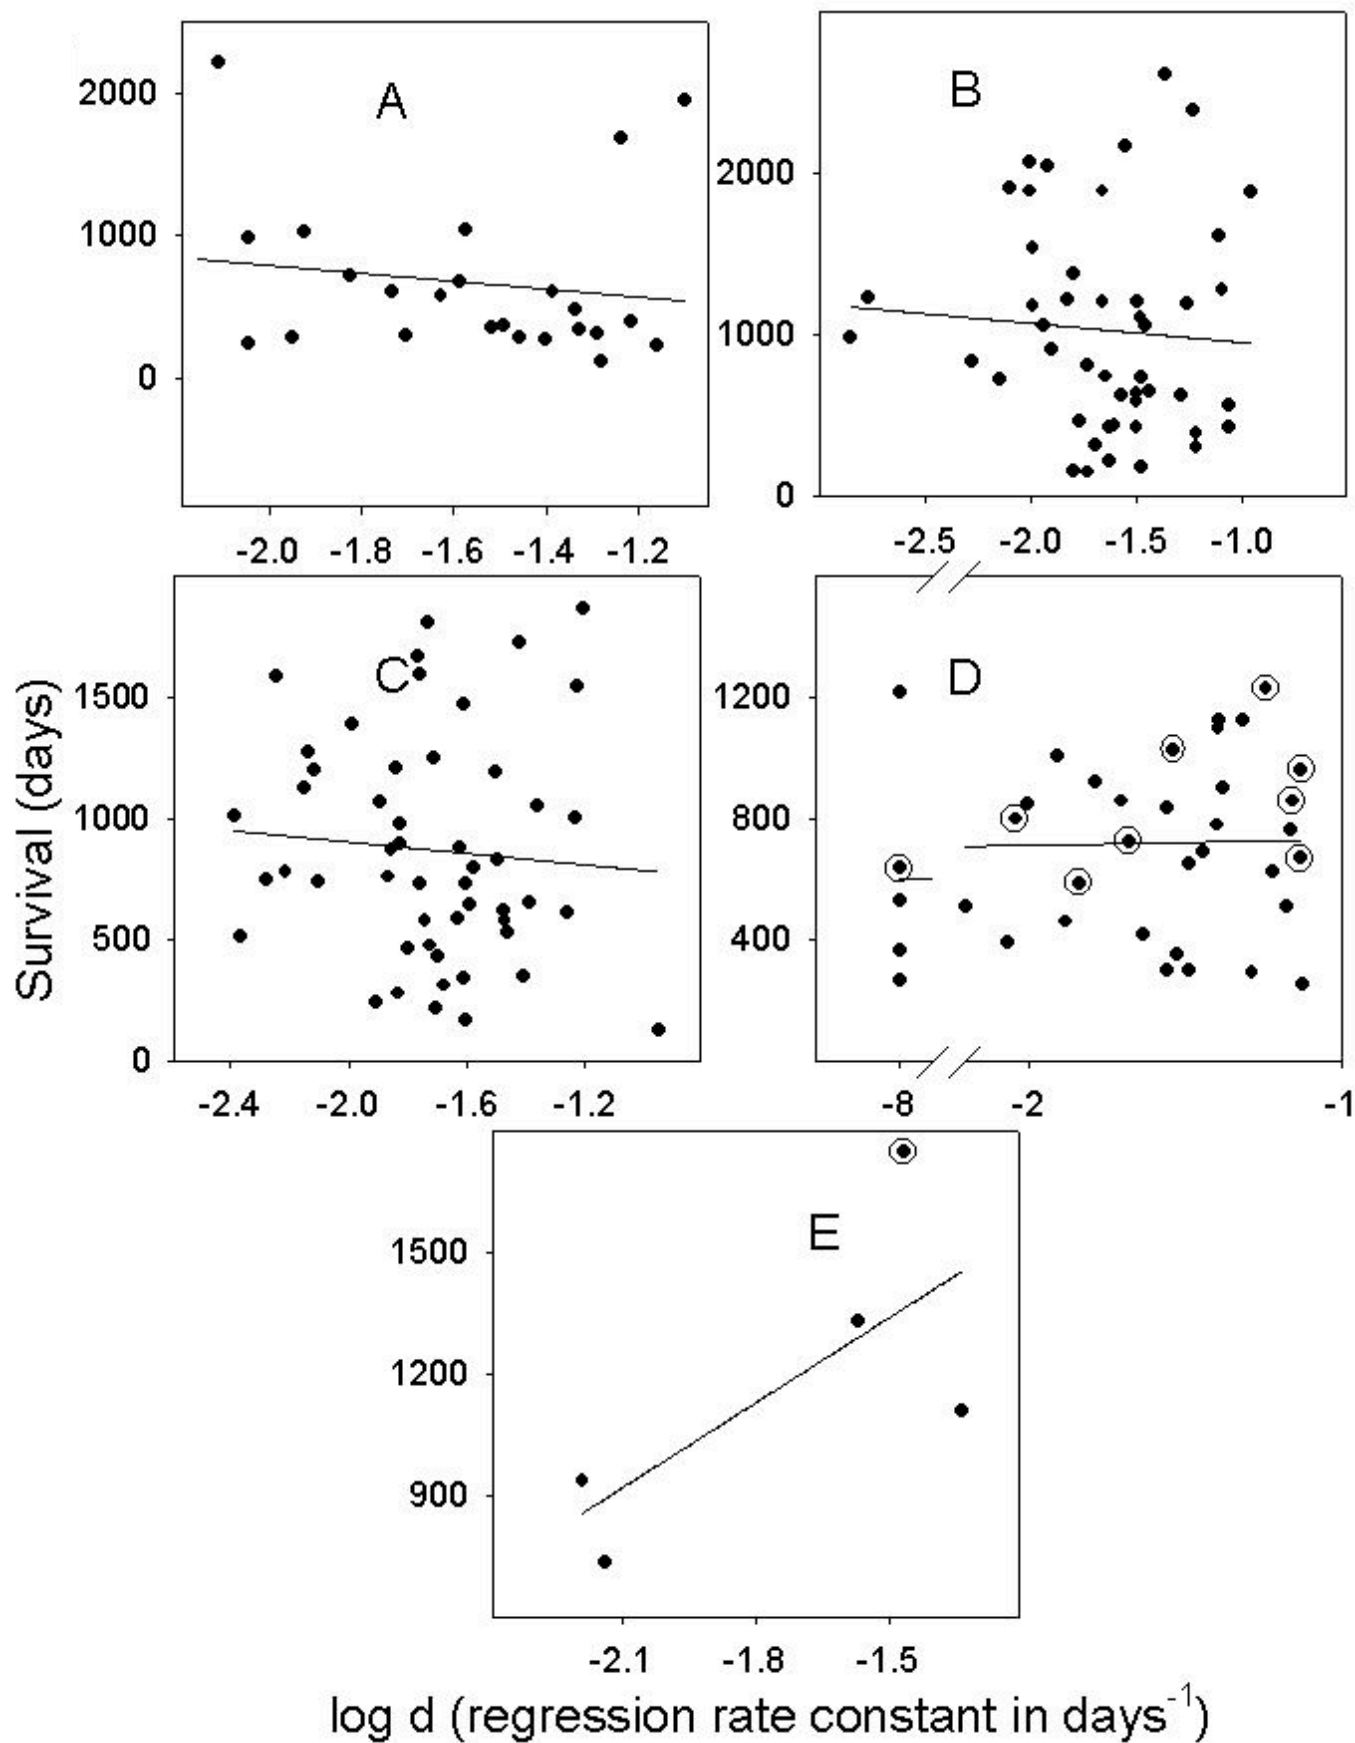 A
2000
1000
0
-2.0 -1.8 -1.6 -1.4 -1.2
B
2000
1000
0
-2.5 -2.0 -1.5 -1.0
C
1500
1000
500
0
-2.4 -2.0 -1.6 -1.2
D
1200
800
400
-8 -2 -1
Survival (days)
E
1500
1200
900
-2.1 -1.8 -1.5
log d (regression rate constant in days⁻¹)